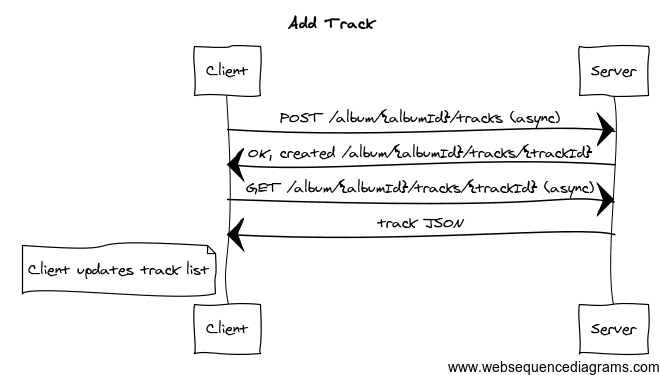 Add Track
Client
Server
POST /album/{albumId}/tracks (async)
OK, created /album/{albumId}/tracks/{trackId}
GET /album/{albumId}/tracks/{trackId} (async)
track JSON
Client updates track list
Client
Server
www.websequencediagrams.com